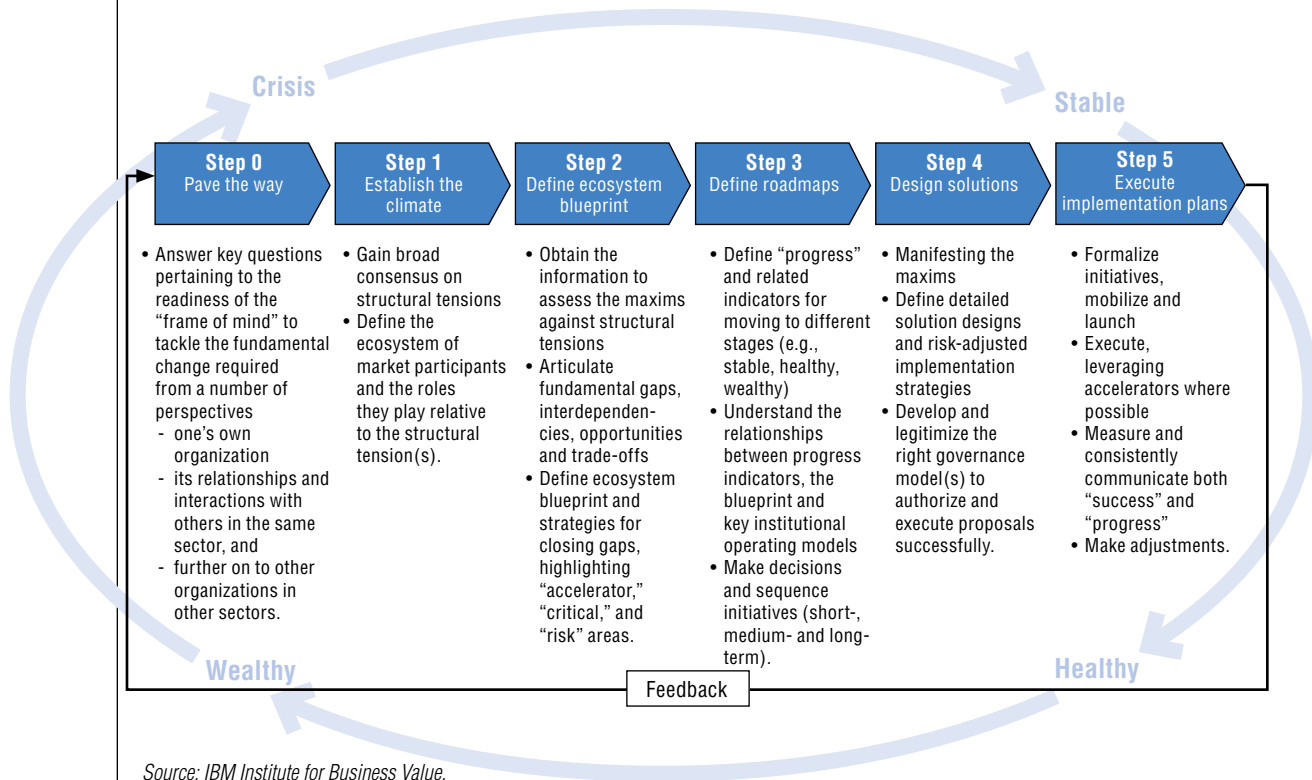 Crisis
Stable
Step 0
Pave the way
Step 1
Establish the
climate
Step 2
Define ecosystem
blueprint
Step 3
Define roadmaps
Step 4
Design solutions
Step 5
Execute
implementation plans
• Answer key questions
pertaining to the
readiness of the
“frame of mind” to
tackle the fundamental
change required
from a number of
perspectives
- one's own
organization
- its relationships and
interactions with
others in the same
sector, and
- further on to other
organizations in
other sectors.
• Gain broad
consensus on
structural tensions
• Define the
ecosystem of
market participants
and the roles
they play relative
to the structural
tension(s).
• Obtain the
information to
assess the maxims
against structural
tensions
• Articulate
fundamental gaps,
interdependen-
cies, opportunities
and trade-offs
• Define ecosystem
blueprint and
strategies for
closing gaps,
highlighting
“accelerator,”
“critical,” and
“risk” areas.
• Define “progress”
and related
indicators for
moving to different
stages (e.g.,
stable, healthy,
wealthy)
• Understand the
relationships
between progress
indicators, the
blueprint and
key institutional
operating models
• Make decisions
and sequence
initiatives (short-,
medium- and long-
term).
• Manifesting the
maxims
• Define detailed
solution designs
and risk-adjusted
implementation
strategies
• Develop and
legitimize the
right governance
model(s) to
authorize and
execute proposals
successfully.
• Formalize
initiatives,
mobilize and
launch
• Execute,
leveraging
accelerators where
possible
• Measure and
consistently
communicate both
“success” and
“progress”
• Make adjustments.
Wealthy
Healthy
Feedback
Source: IBM Institute for Business Value.